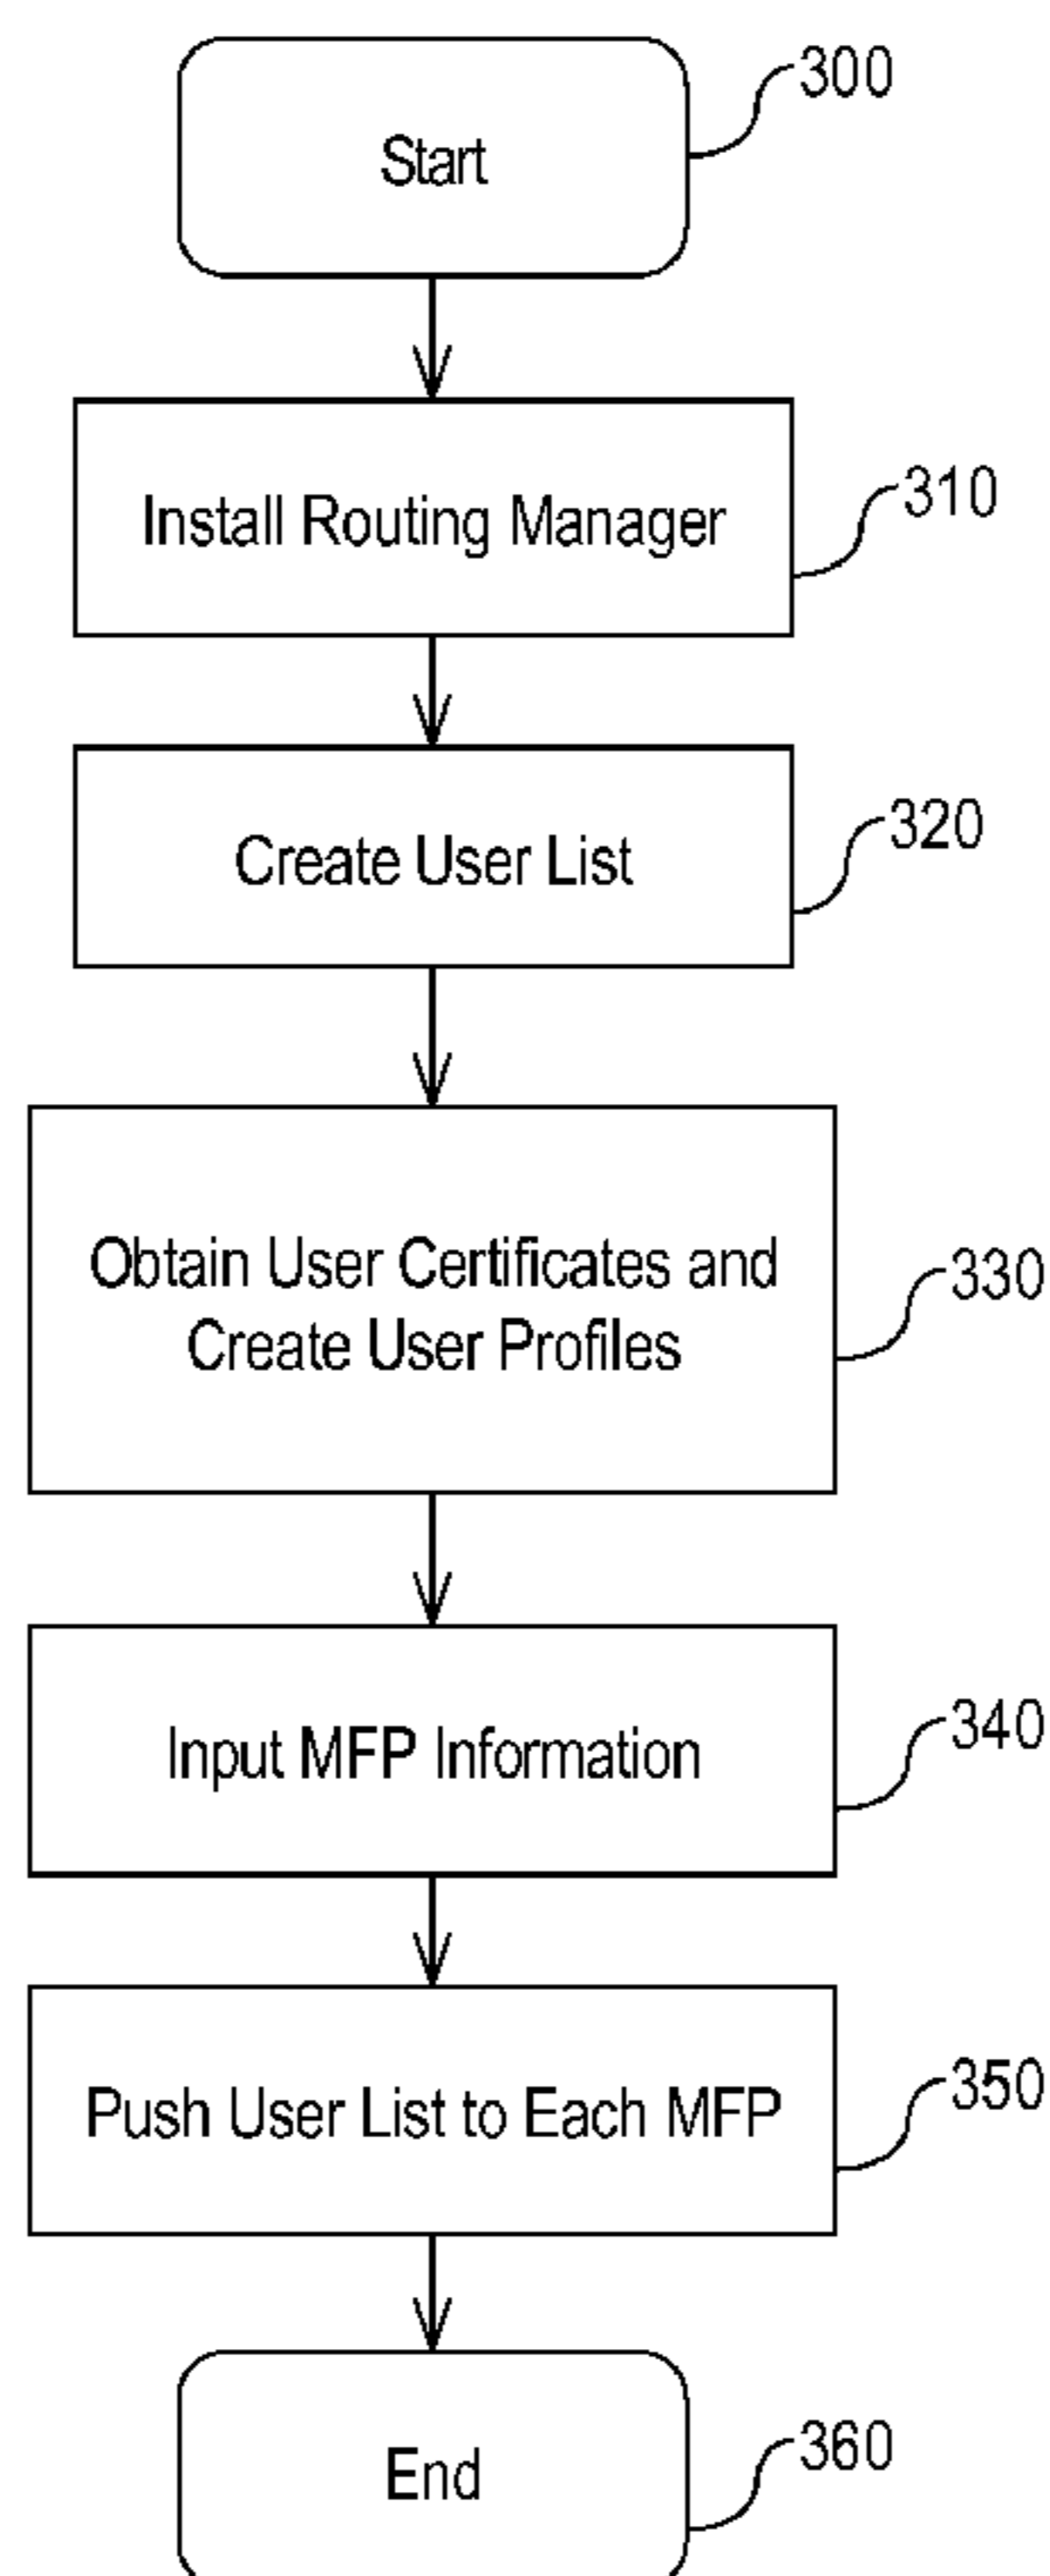 Start
300
Install Routing Manager
310
Create User List
320
Obtain User Certificates and
Create User Profiles
330
Input MFP Information
340
Push User List to Each MFP
350
End
360